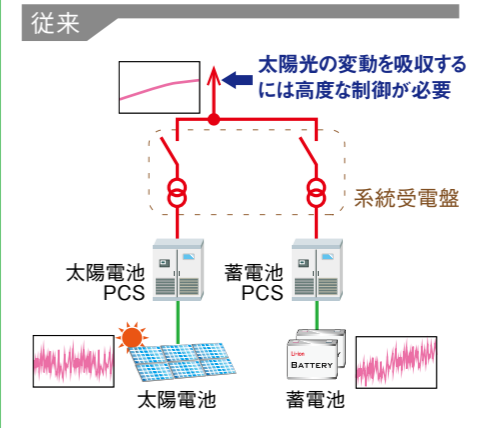 従来
太陽光の変動を吸収する
には高度な制御が必要
系統受電盤
太陽電池
PCS
蓄電池
PCS
Li-ion
BATTERY
太陽電池
蓄電池